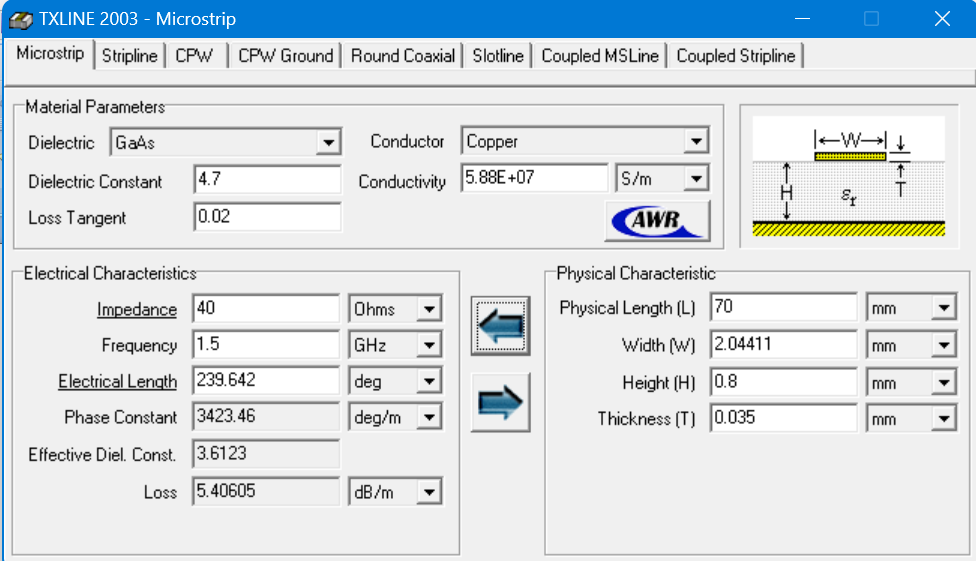 TXLINE 2003 - Microstrip
Microstrip Stripline CPW CPW Ground Round Coaxial Slotline Coupled MSLine Coupled Stripline
Material Parameters
Dielectric GaAs Conductor Copper
Dielectric Constant 4.7 Conductivity 5.88E+07 S/m
Loss Tangent 0.02
AWR
W
H
T
εr
Electrical Characteristics
Impedance 40 Ohms
Frequency 1.5 GHz
Electrical Length 239.642 deg
Phase Constant 3423.46 deg/m
Effective Diel. Const. 3.6123
Loss 5.40605 dB/m
Physical Characteristic
Physical Length (L) 70 mm
Width (W) 2.04411 mm
Height (H) 0.8 mm
Thickness (T) 0.035 mm